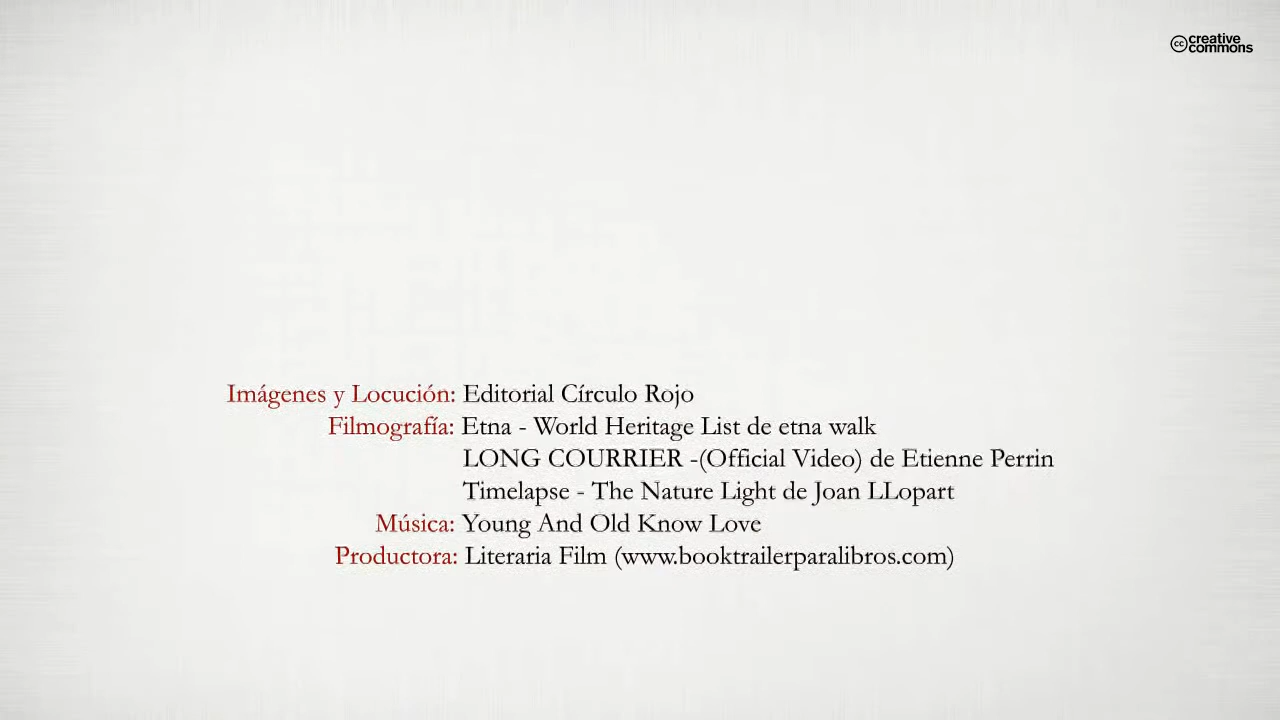 cc creative
commons
Imágenes y Locución: Editorial Círculo Rojo
Filmografía: Etna - World Heritage List de etna walk
LONG COURRIER -(Official Video) de Etienne Perrin
Timelapse - The Nature Light de Joan LLopart
Música: Young And Old Know Love
Productora: Literaria Film (www.booktrailerparalibros.com)